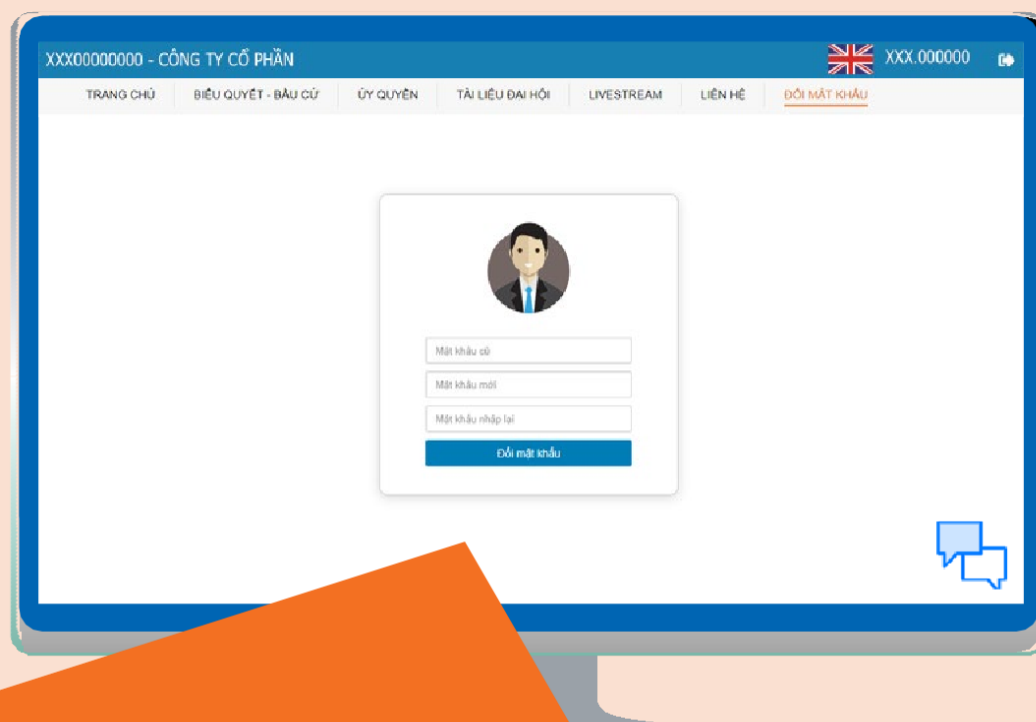 XXX00000000 - CÔNG TY CỔ PHẦN XXX.000000
TRANG CHỦ BIỂU QUYẾT - BẦU CỬ ỦY QUYỀN TÀI LIỆU ĐẠI HỘI LIVESTREAM LIÊN HỆ ĐỔI MẬT KHẨU
Mật khẩu cũ
Mật khẩu mới
Mật khẩu nhập lại
Đổi mật khẩu